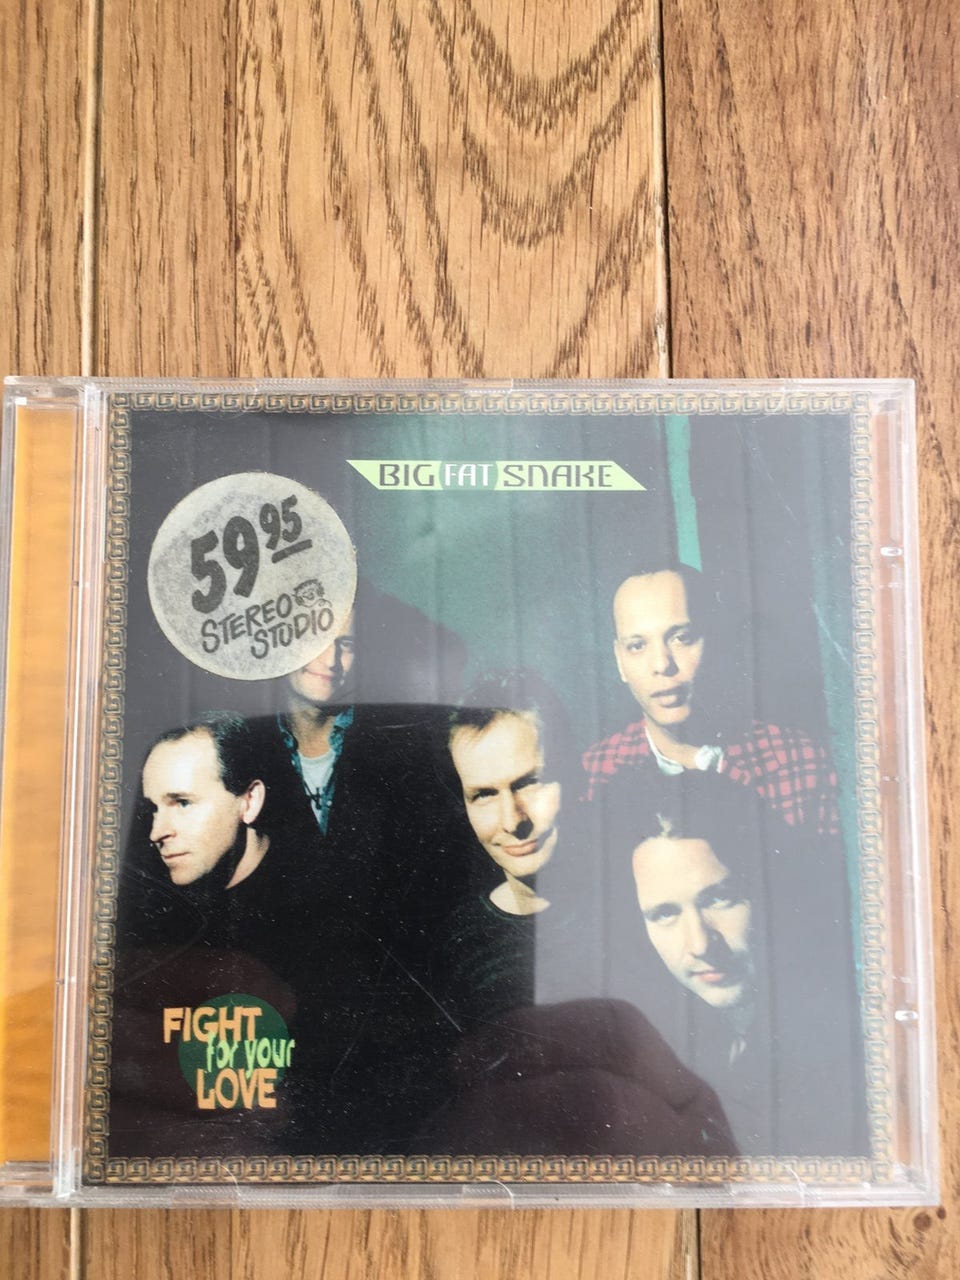 BIG FAT SNAKE
59 95
STEREO
STUDIO
FIGHT
for your
LOVE